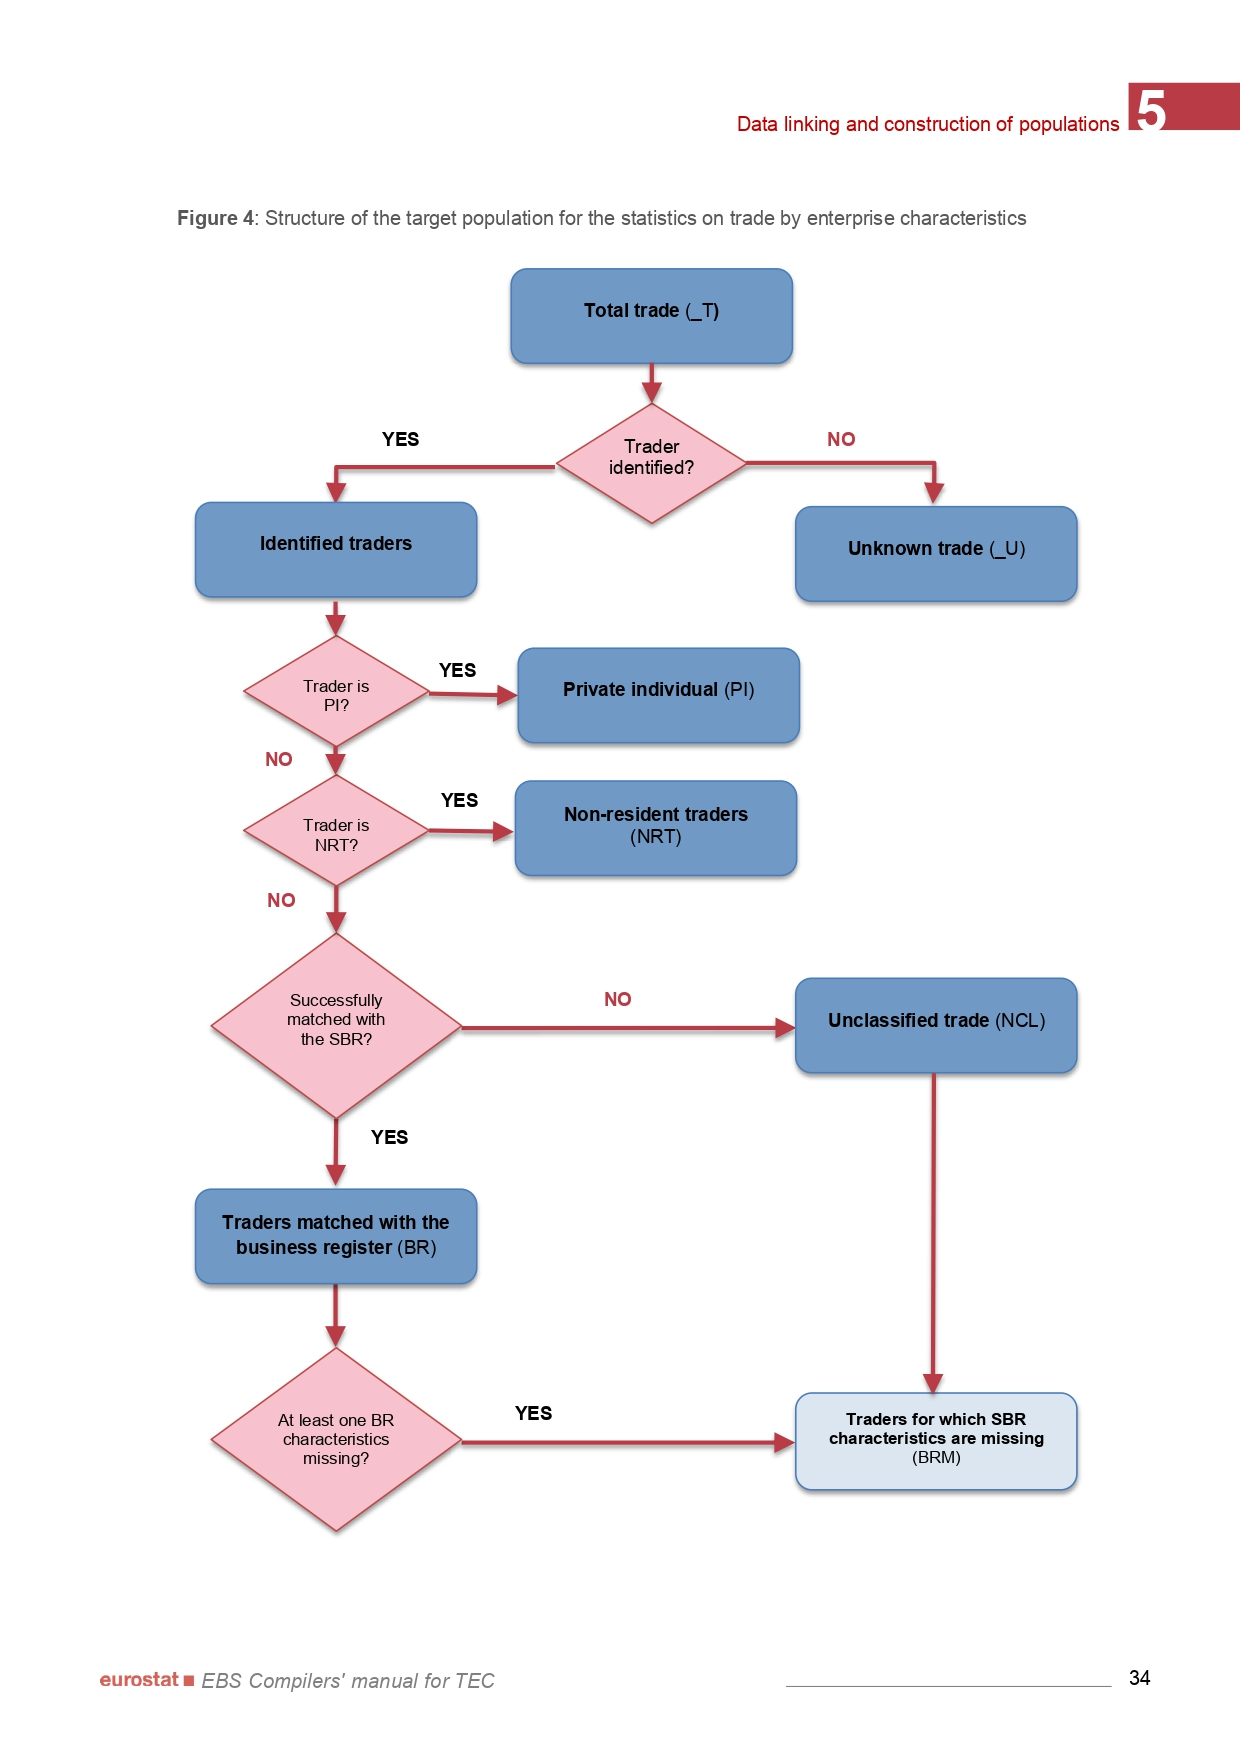 Data linking and construction of populations
5
Figure 4: Structure of the target population for the statistics on trade by enterprise characteristics
Total trade (_T)
Trader
identified?
YES
NO
Identified traders
Unknown trade (_U)
Trader is
PI?
YES
Private individual (PI)
NO
Trader is
NRT?
YES
Non-resident traders
(NRT)
NO
Successfully
matched with
the SBR?
NO
Unclassified trade (NCL)
YES
Traders matched with the
business register (BR)
At least one BR
characteristics
missing?
YES
Traders for which SBR
characteristics are missing
(BRM)
eurostat EBS Compilers' manual for TEC
34